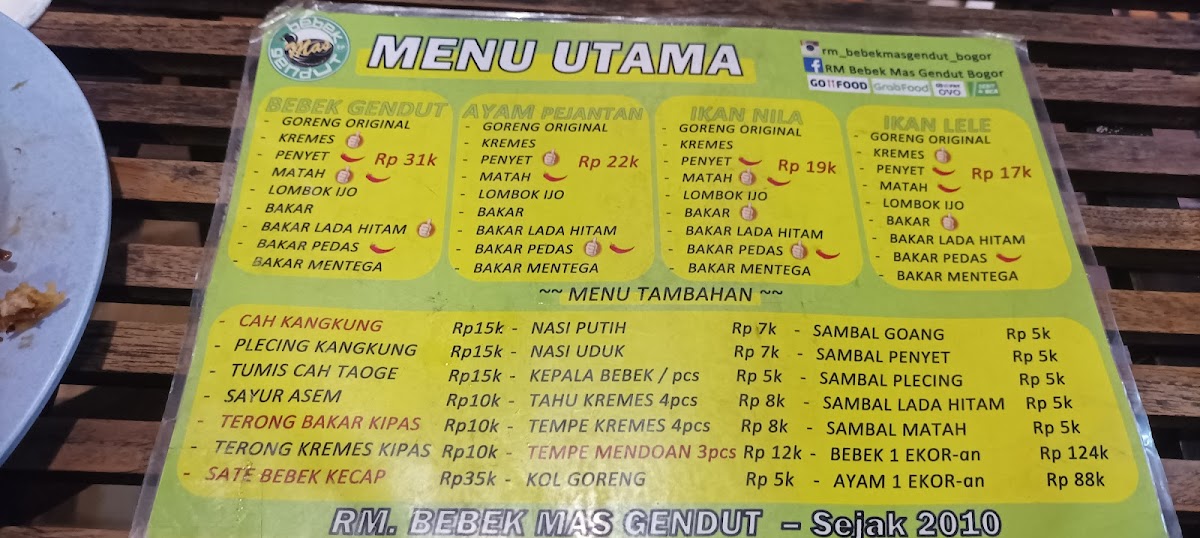 bebek
Mas
gendut
MENU UTAMA
rm_bebekmasgendut_bogor
RM Bebek Mas Gendut Bogor
GOFOOD GrabFood OVO
BEBEK GENDUT
- GORENG ORIGINAL
- KREMES
- PENYET
- MATAH
- LOMBOK IJO
- BAKAR
- BAKAR LADA HITAM
- BAKAR PEDAS
- BAKAR MENTEGA
Rp 31k
AYAM PEJANTAN
- GORENG ORIGINAL
- KREMES
- PENYET
- MATAH
- LOMBOK IJO
- BAKAR
- BAKAR LADA HITAM
- BAKAR PEDAS
- BAKAR MENTEGA
Rp 22k
IKAN NILA
- GORENG ORIGINAL
- KREMES
- PENYET
- MATAH
- LOMBOK IJO
- BAKAR
- BAKAR LADA HITAM
- BAKAR PEDAS
- BAKAR MENTEGA
Rp 19k
IKAN LELE
- GORENG ORIGINAL
- KREMES
- PENYET
- MATAH
- LOMBOK IJO
- BAKAR
- BAKAR LADA HITAM
- BAKAR PEDAS
- BAKAR MENTEGA
Rp 17k
~~ MENU TAMBAHAN ~~
- CAH KANGKUNG Rp15k
- PLECING KANGKUNG Rp15k
- TUMIS CAH TAOGE Rp15k
- SAYUR ASEM Rp10k
- TERONG BAKAR KIPAS Rp10k
- TERONG KREMES KIPAS Rp10k
- SATE BEBEK KECAP Rp35k
- NASI PUTIH Rp 7k
- NASI UDUK Rp 7k
- KEPALA BEBEK / pcs Rp 5k
- TAHU KREMES 4pcs Rp 8k
- TEMPE KREMES 4pcs Rp 8k
- TEMPE MENDOAN 3pcs Rp 12k
- KOL GORENG Rp 5k
- SAMBAL GOANG Rp 5k
- SAMBAL PENYET Rp 5k
- SAMBAL PLECING Rp 5k
- SAMBAL LADA HITAM Rp 5k
- SAMBAL MATAH Rp 5k
- BEBEK 1 EKOR-an Rp 124k
- AYAM 1 EKOR-an Rp 88k
RM. BEBEK MAS GENDUT – Sejak 2010